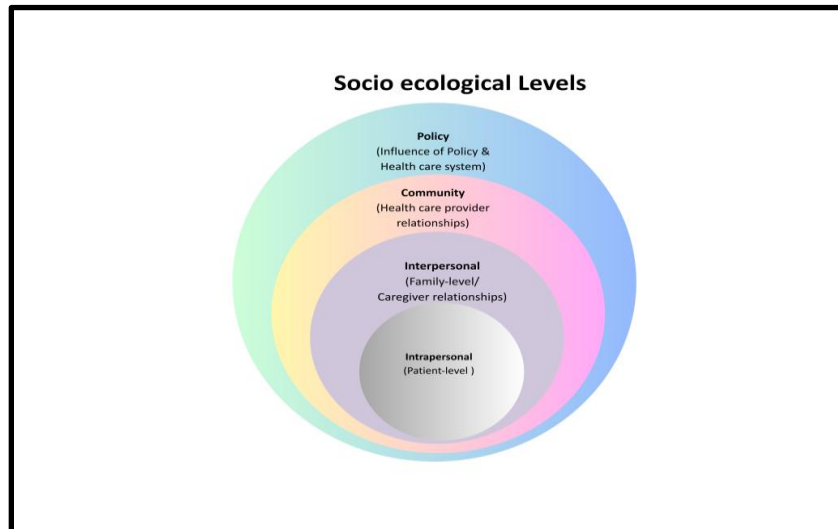 Socio ecological Levels
Policy
(Influence of Policy &
Health care system)
Community
(Health care provider
relationships)
Interpersonal
(Family-level/
Caregiver relationships)
Intrapersonal
(Patient-level )